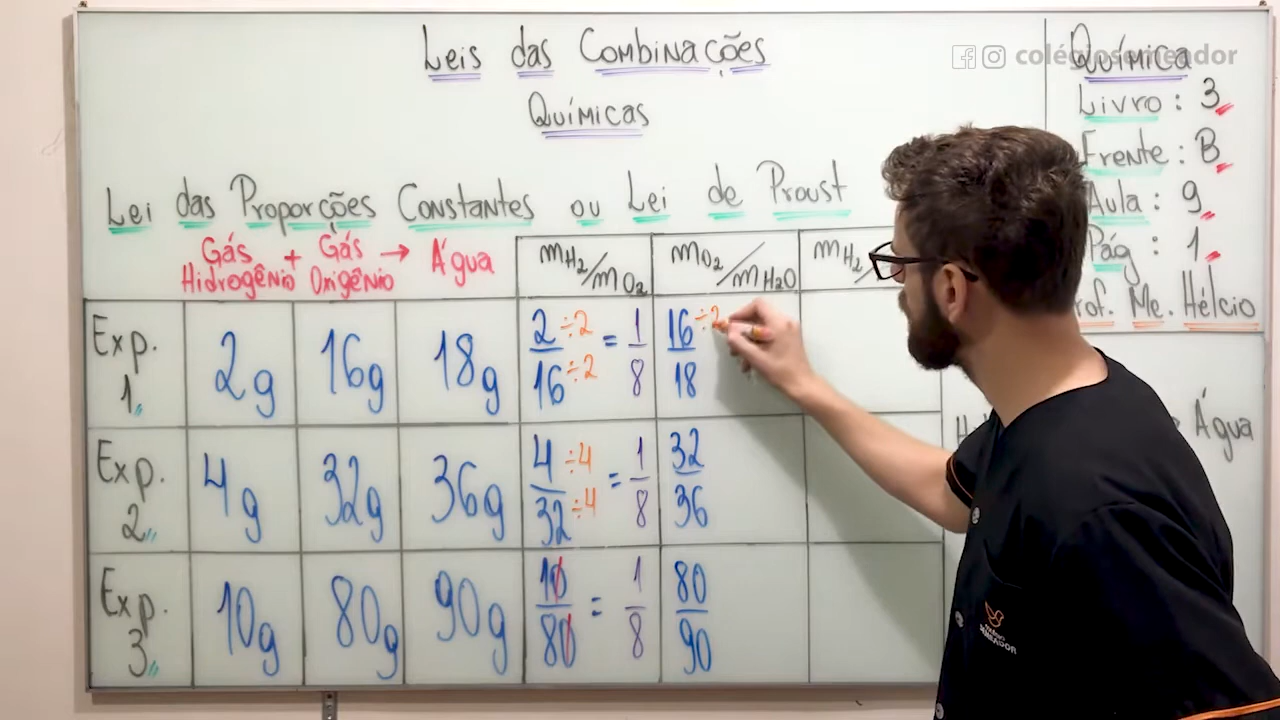 Leis das Combinações
Químicas
Lei das Proporções Constantes ou Lei de Proust
Gás Hidrogênio + Gás Oxigênio → Água
mH₂/mO₂
mO₂/mH₂O
mH₂/
Exp. 1 2g 16g 18g 2/16 ÷2 ÷2 = 1/8 16/18 ÷2
Exp. 2 4g 32g 36g 4/32 ÷4 ÷4 = 1/8 32/36
Exp. 3 10g 80g 90g 10/80 = 1/8 80/90
Química
Livro: 3
Frente: B
Aula: 9
Pág: 1
Prof. Me. Hélcio
Água